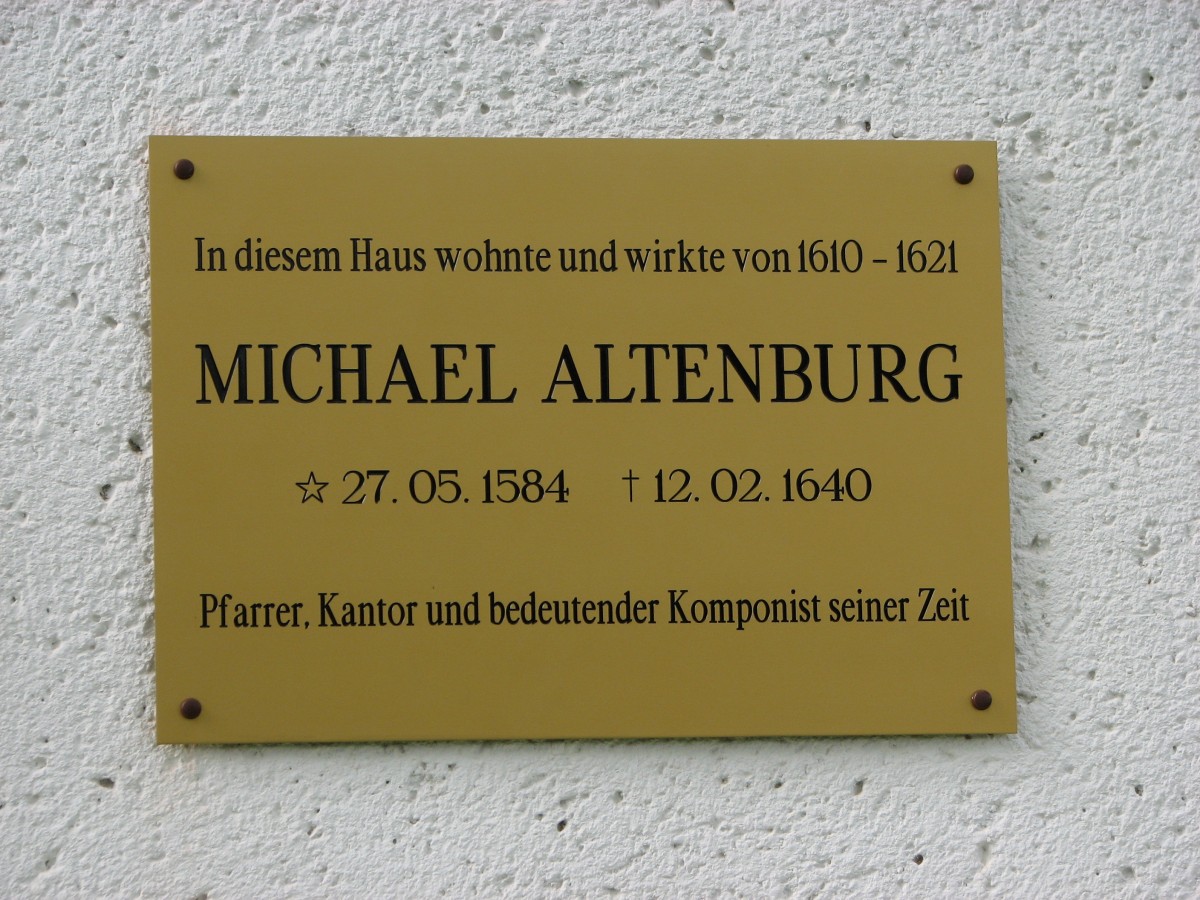 In diesem Haus wohnte und wirkte von 1610 – 1621
MICHAEL ALTENBURG
☆ 27. 05. 1584 † 12. 02. 1640
Pfarrer, Kantor und bedeutender Komponist seiner Zeit